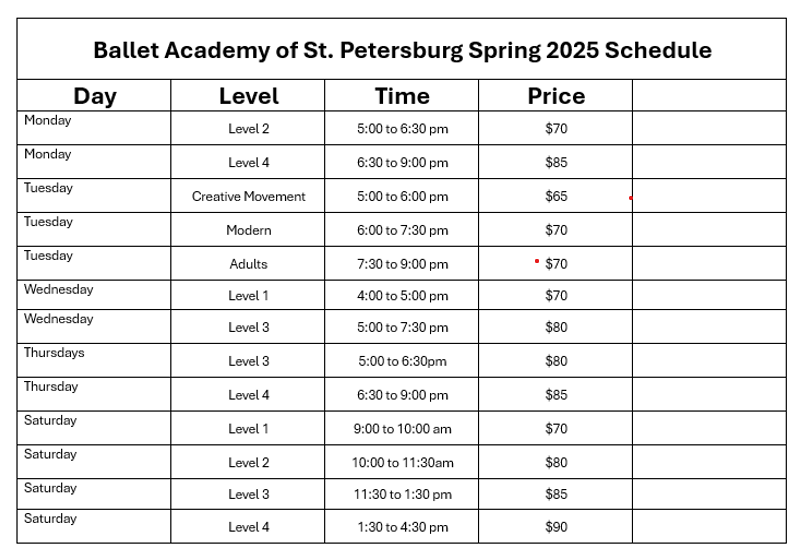 Ballet Academy of St. Petersburg Spring 2025 Schedule
Day Level Time Price
Monday Level 2 5:00 to 6:30 pm $70
Monday Level 4 6:30 to 9:00 pm $85
Tuesday Creative Movement 5:00 to 6:00 pm $65
Tuesday Modern 6:00 to 7:30 pm $70
Tuesday Adults 7:30 to 9:00 pm $70
Wednesday Level 1 4:00 to 5:00 pm $70
Wednesday Level 3 5:00 to 7:30 pm $80
Thursdays Level 3 5:00 to 6:30pm $80
Thursday Level 4 6:30 to 9:00 pm $85
Saturday Level 1 9:00 to 10:00 am $70
Saturday Level 2 10:00 to 11:30am $80
Saturday Level 3 11:30 to 1:30 pm $85
Saturday Level 4 1:30 to 4:30 pm $90